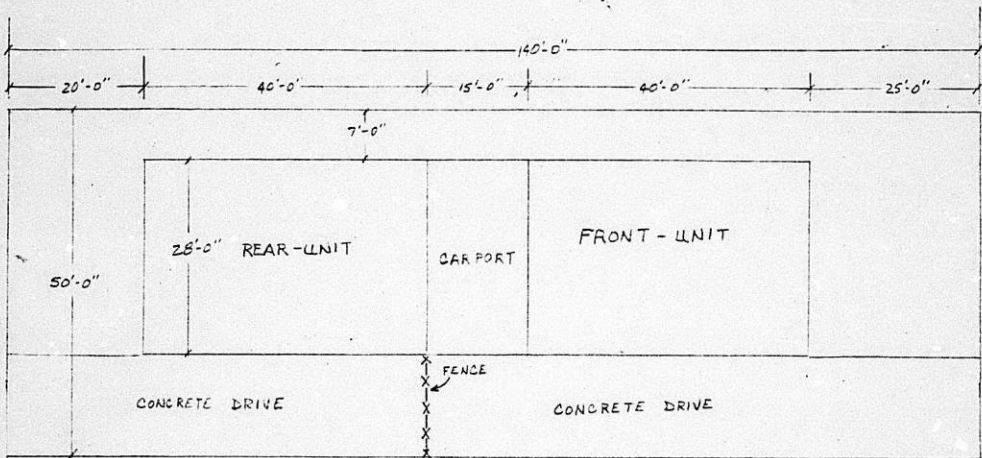 140'-0"
20'-0" 40'-0' 15'-0" 40'-0" 25'-0"
7'-0"
28'-0" REAR-UNIT CARPORT FRONT-UNIT
50'-0"
FENCE
CONCRETE DRIVE CONCRETE DRIVE